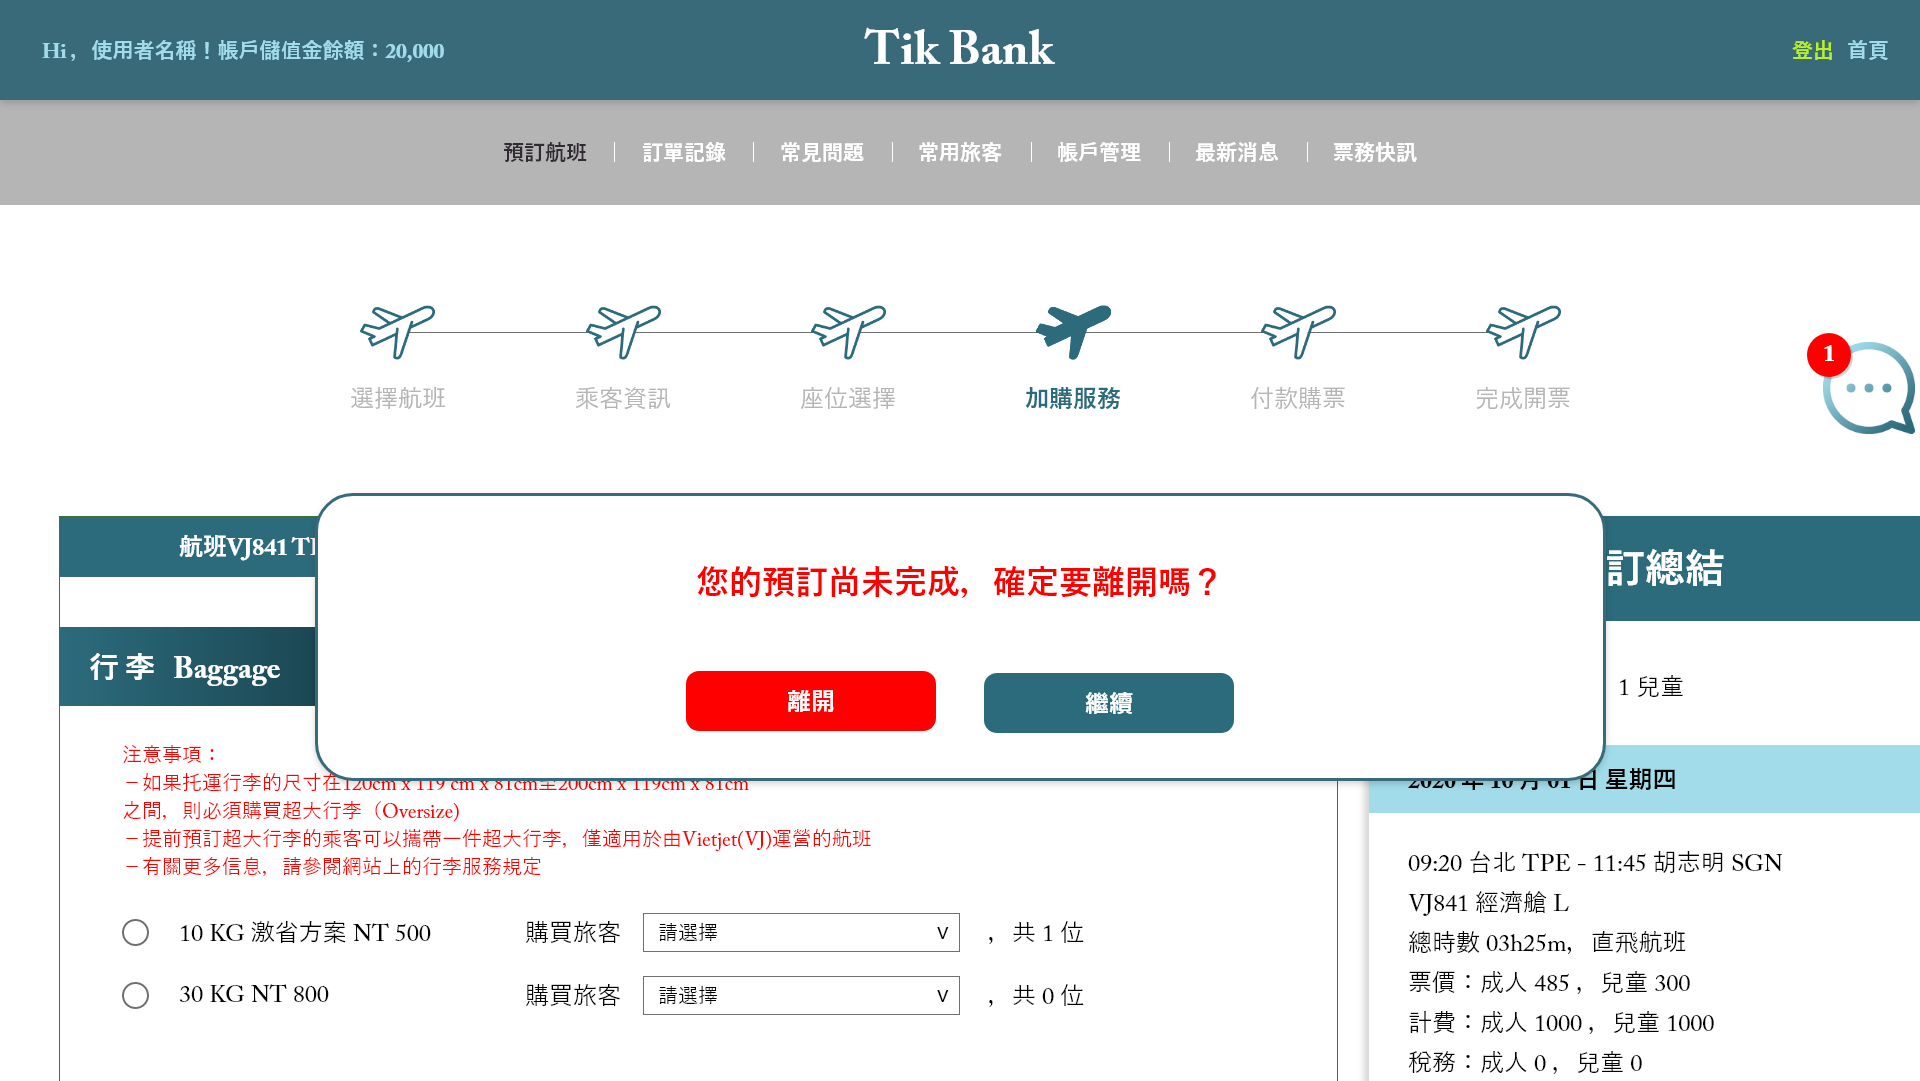 Hi，使用者名稱！帳戶儲值金餘額：20,000
Tik Bank
登出 首頁
預訂航班 訂單記錄 常見問題 常用旅客 帳戶管理 最新消息 票務快訊
1
選擇航班 乘客資訊 座位選擇 加購服務 付款購票 完成開票
航班VJ841
訂總結
您的預訂尚未完成，確定要離開嗎？
離開 繼續
行李 Baggage
1 兒童
2020 年 10 月 01 日 星期四
注意事項：
－如果托運行李的尺寸在120cm x 119 cm x 81cm至200cm x 119cm x 81cm
之間，則必須購買超大行李（Oversize)
－提前預訂超大行李的乘客可以攜帶一件超大行李，僅適用於由Vietjet(VJ)運營的航班
－有關更多信息，請參閱網站上的行李服務規定
10 KG 激省方案 NT 500 購買旅客 請選擇 V ，共 1 位
30 KG NT 800 購買旅客 請選擇 V ，共 0 位
09:20 台北 TPE - 11:45 胡志明 SGN
VJ841 經濟艙 L
總時數 03h25m，直飛航班
票價：成人 485 ，兒童 300
計費：成人 1000 ，兒童 1000
稅務：成人 0 ，兒童 0